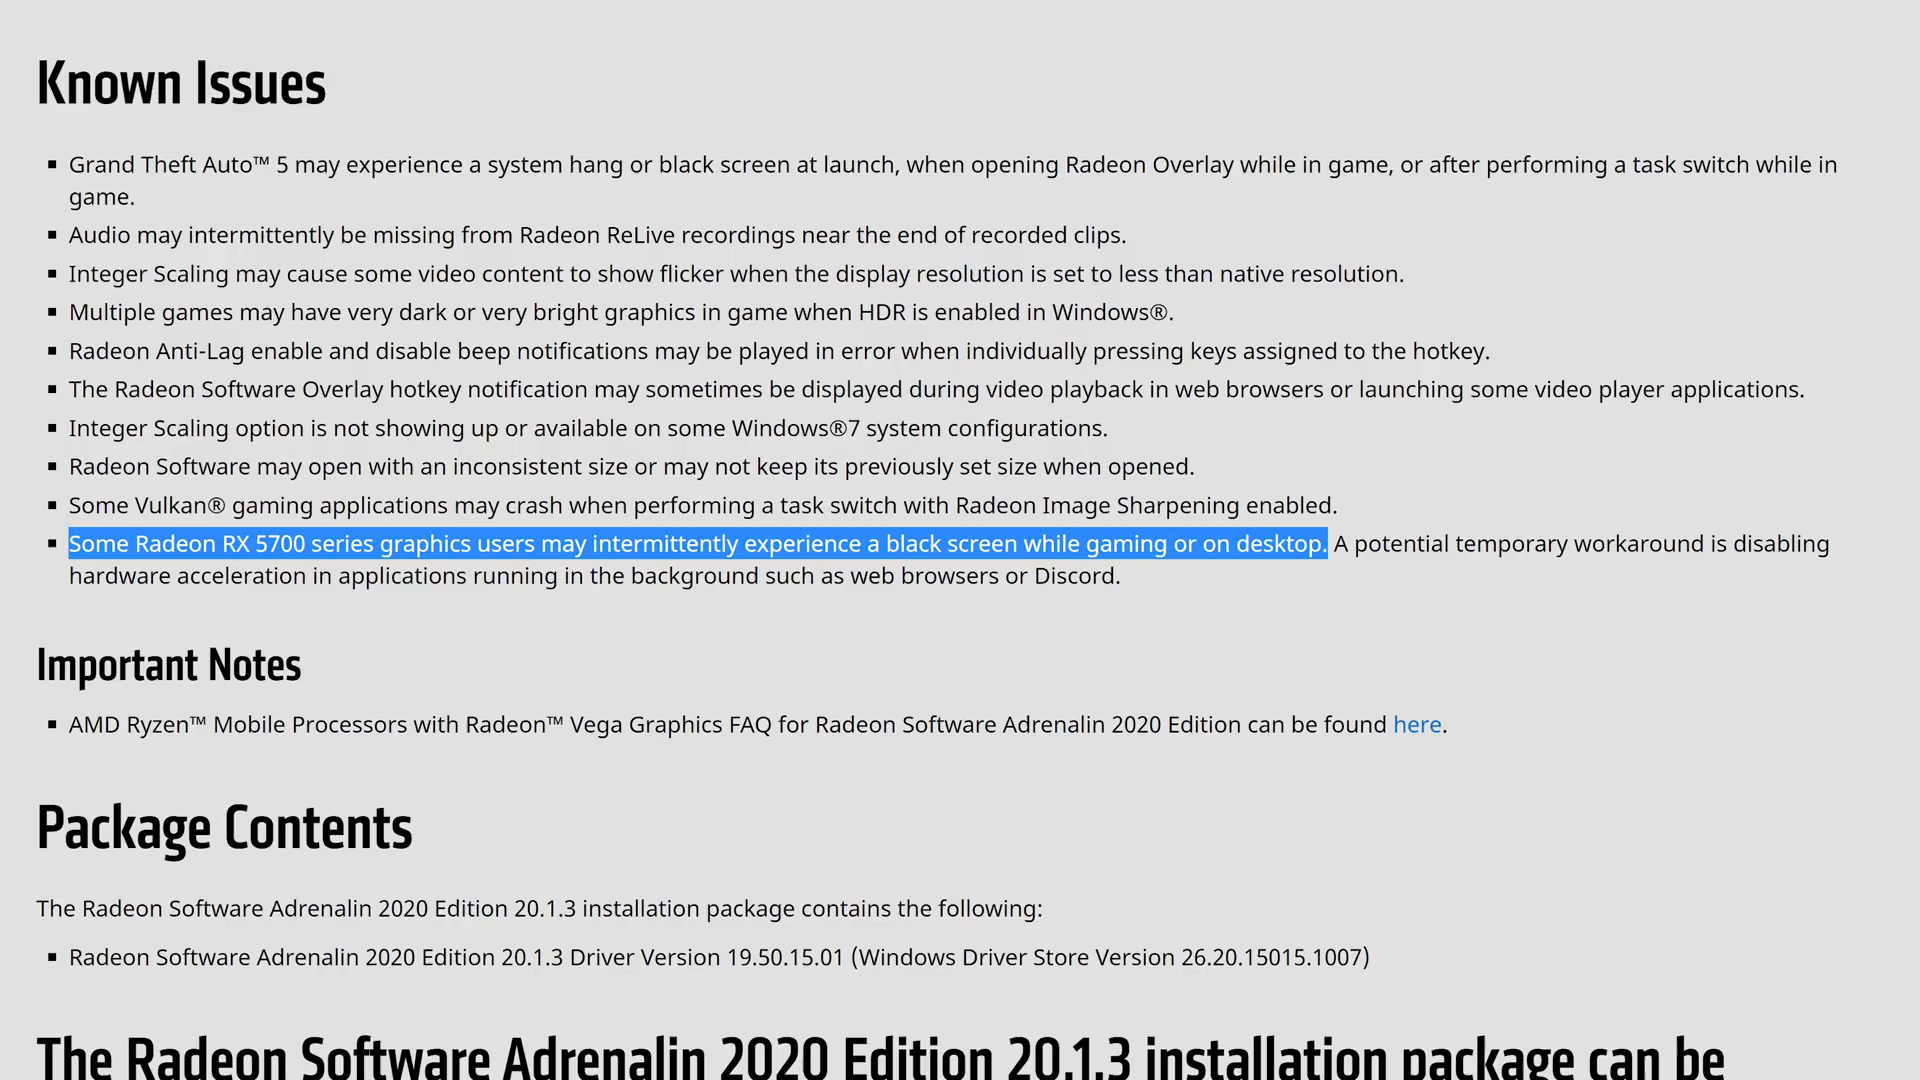 Known Issues
Grand Theft Auto™ 5 may experience a system hang or black screen at launch, when opening Radeon Overlay while in game, or after performing a task switch while in
game.
Audio may intermittently be missing from Radeon ReLive recordings near the end of recorded clips.
Integer Scaling may cause some video content to show flicker when the display resolution is set to less than native resolution.
Multiple games may have very dark or very bright graphics in game when HDR is enabled in Windows®.
Radeon Anti-Lag enable and disable beep notifications may be played in error when individually pressing keys assigned to the hotkey.
The Radeon Software Overlay hotkey notification may sometimes be displayed during video playback in web browsers or launching some video player applications.
Integer Scaling option is not showing up or available on some Windows®7 system configurations.
Radeon Software may open with an inconsistent size or may not keep its previously set size when opened.
Some Vulkan® gaming applications may crash when performing a task switch with Radeon Image Sharpening enabled.
Some Radeon RX 5700 series graphics users may intermittently experience a black screen while gaming or on desktop. A potential temporary workaround is disabling
hardware acceleration in applications running in the background such as web browsers or Discord.
Important Notes
AMD Ryzen™ Mobile Processors with Radeon™ Vega Graphics FAQ for Radeon Software Adrenalin 2020 Edition can be found here.
Package Contents
The Radeon Software Adrenalin 2020 Edition 20.1.3 installation package contains the following:
Radeon Software Adrenalin 2020 Edition 20.1.3 Driver Version 19.50.15.01 (Windows Driver Store Version 26.20.15015.1007)
The Radeon Software Adrenalin 2020 Edition 20.1.3 installation package can be